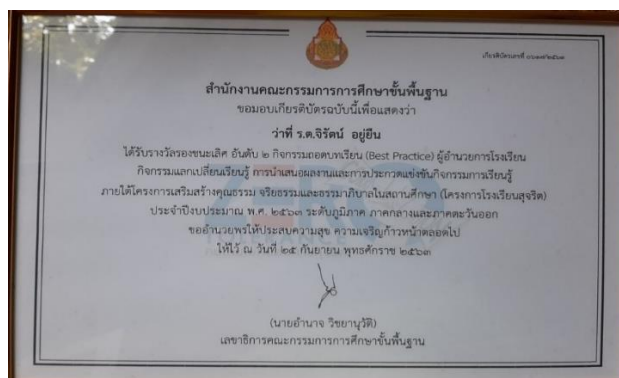 สำนักงานคณะกรรมการการศึกษาขั้นพื้นฐาน
ขอมอบเกียรติบัตรฉบับนี้เพื่อแสดงว่า
ว่าที่ ร.ต.จิรัตน์ อยู่ยืน
ได้รับรางวัลรองชนะเลิศ อันดับ ๒ กิจกรรมถอดบทเรียน (Best Practice) ผู้อำนวยการโรงเรียน
กิจกรรมแลกเปลี่ยนเรียนรู้ การนำเสนอผลงานและการประกวดแข่งขันกิจกรรมการเรียนรู้
ภายใต้โครงการเสริมสร้างคุณธรรม จริยธรรมและธรรมาภิบาลในสถานศึกษา (โครงการโรงเรียนสุจริต)
ประจำปีงบประมาณ พ.ศ. ๒๕๖๓ ระดับภูมิภาค ภาคกลางและภาคตะวันออก
ขออำนวยพรให้ประสบความสุข ความเจริญก้าวหน้าตลอดไป
ให้ไว้ ณ วันที่ ๒๕ กันยายน พุทธศักราช ๒๕๖๓
(นายอำนาจ วิชยานุวัติ)
เลขาธิการคณะกรรมการการศึกษาขั้นพื้นฐาน